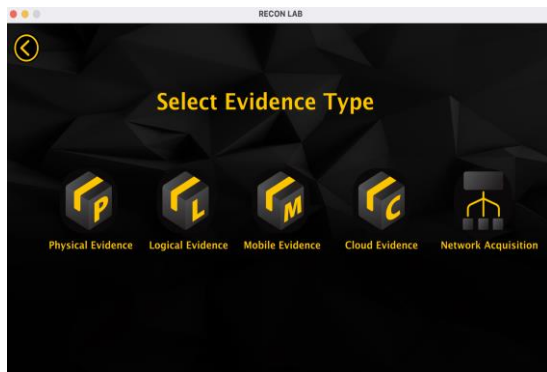 RECON LAB
Select Evidence Type
P L M C
Physical Evidence Logical Evidence Mobile Evidence Cloud Evidence Network Acquisition